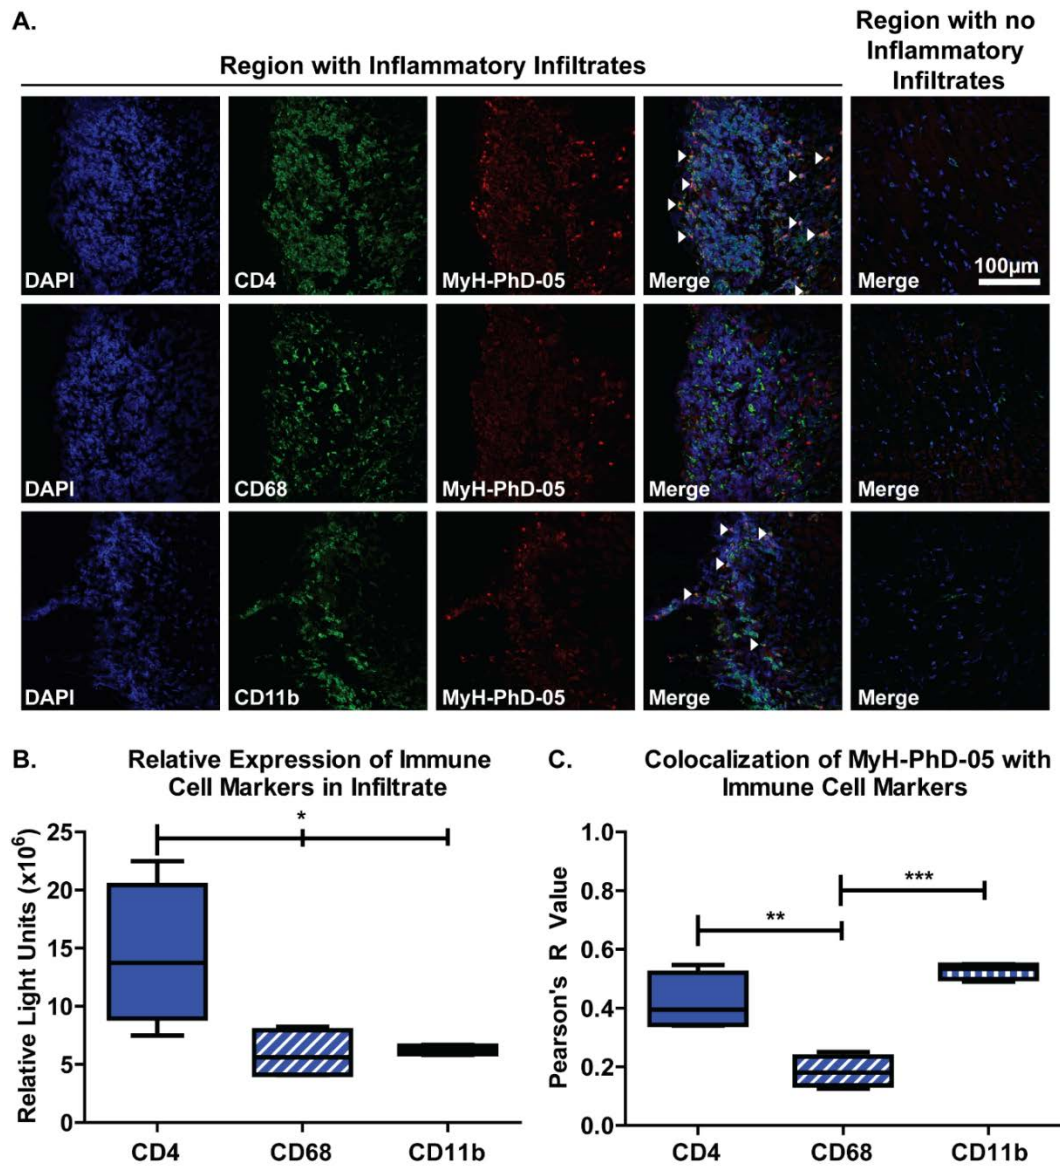 A.
Region with Inflammatory Infiltrates
Region with no
Inflammatory
Infiltrates
DAPI
CD4
MyH-PhD-05
Merge
100μm
Merge
DAPI
CD68
MyH-PhD-05
Merge
Merge
DAPI
CD11b
MyH-PhD-05
Merge
Merge
B.
Relative Expression of Immune
Cell Markers in Infiltrate
Relative Light Units (x10⁶)
25
20
15
10
5
0
*
CD4
CD68
CD11b
C.
Colocalization of MyH-PhD-05 with
Immune Cell Markers
Pearson's R Value
1.0
0.8
0.6
0.4
0.2
0.0
**
***
CD4
CD68
CD11b